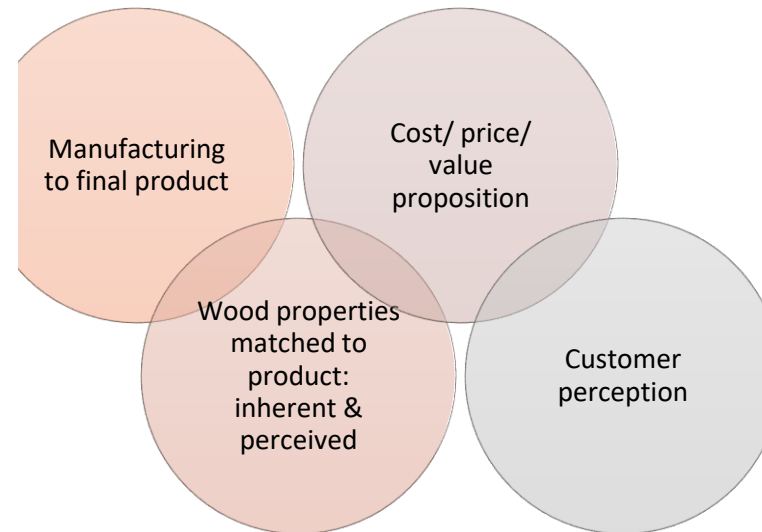 Manufacturing
to final product
Cost/ price/
value
proposition
Wood properties
matched to
product:
inherent &
perceived
Customer
perception